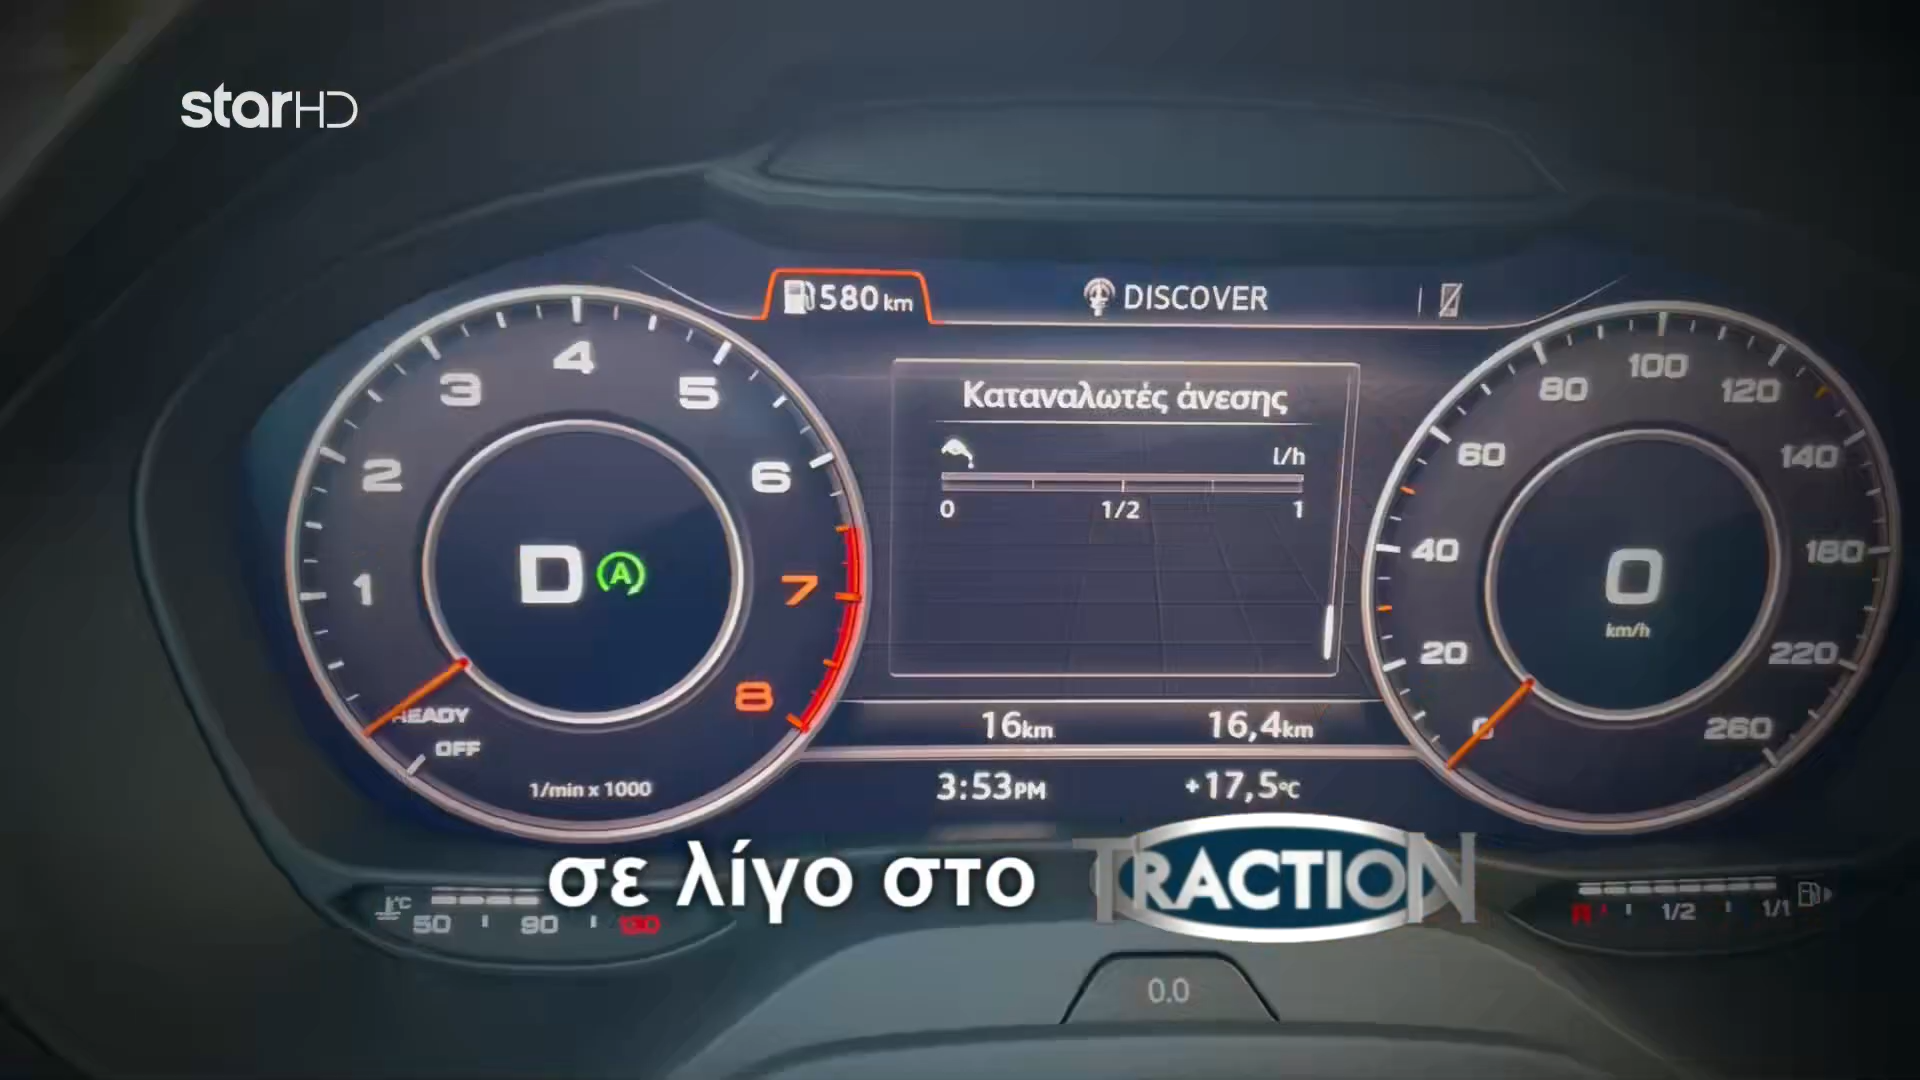 starHD
580 km
DISCOVER
Καταναλωτές άνεσης
l/h
0 1/2 1
1 2 3 4 5 6 7 8
D A
READY
OFF
1/min x 1000
0 20 40 60 80 100 120 140 180 220 260
0
km/h
16km 16,4km
3:53PM +17,5°C
σε λίγο στο TRACTION
°C
50 90 130
1/2 1/1
0.0